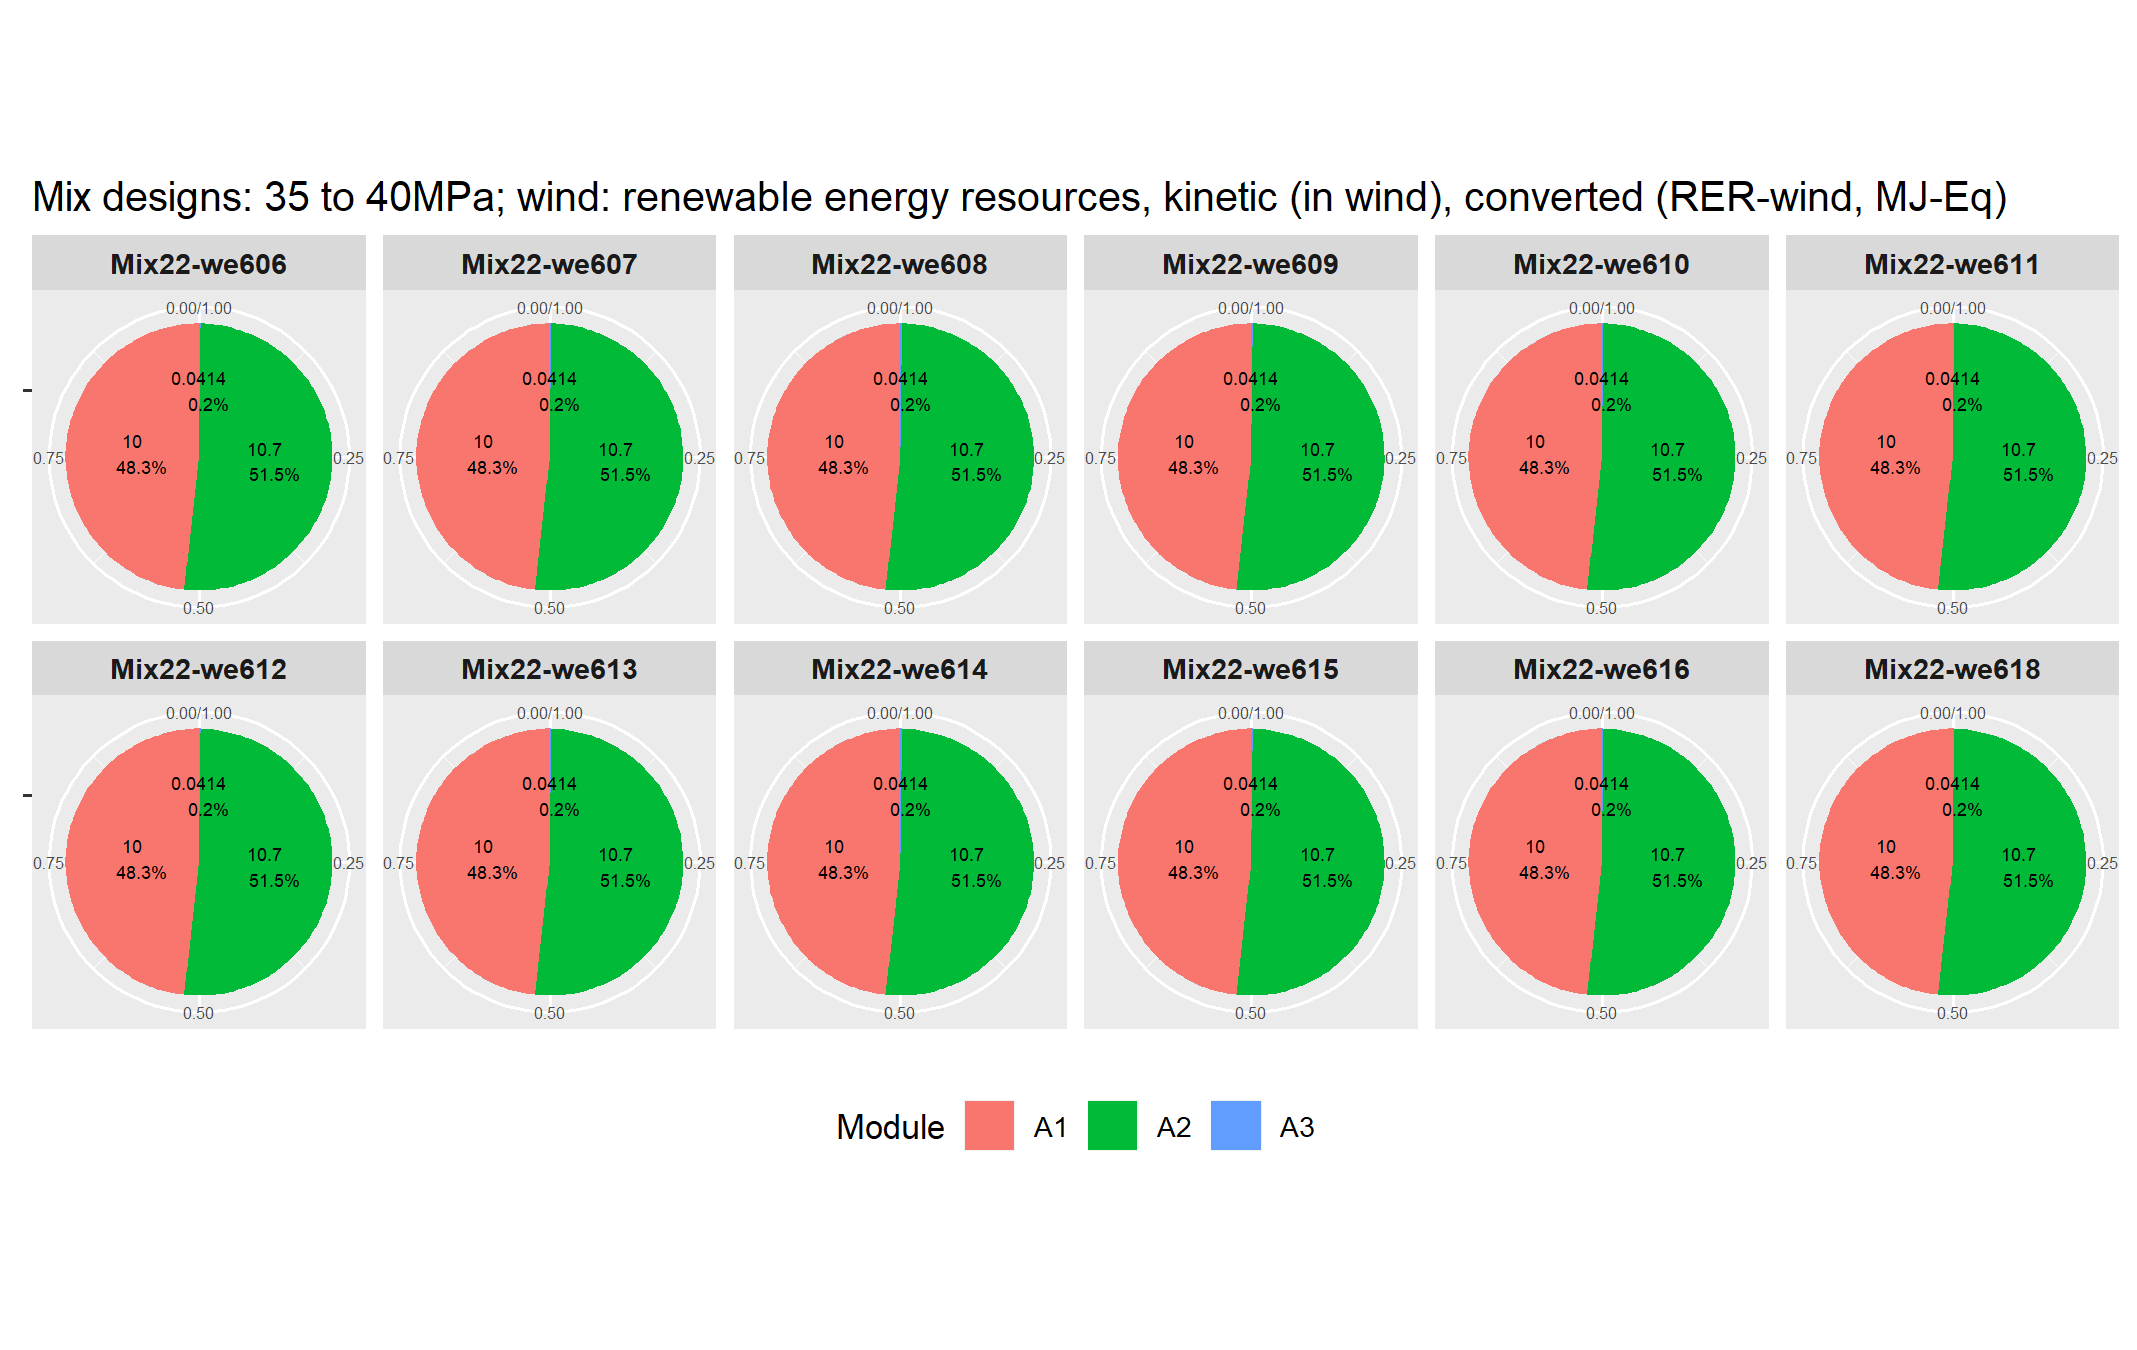 Mix designs: 35 to 40MPa; wind: renewable energy resources, kinetic (in wind), converted (RER-wind, MJ-Eq)
Mix22-we606 Mix22-we607 Mix22-we608 Mix22-we609 Mix22-we610 Mix22-we611
0.00/1.00 0.00/1.00 0.00/1.00 0.00/1.00 0.00/1.00 0.00/1.00
0.0414 0.0414 0.0414 0.0414 0.0414 0.0414
0.2% 0.2% 0.2% 0.2% 0.2% 0.2%
10 10.7 10 10.7 10 10.7 10 10.7 10 10.7 10 10.7
0.75 0.25 0.75 0.25 0.75 0.25 0.75 0.25 0.75 0.25 0.75 0.25
48.3% 51.5% 48.3% 51.5% 48.3% 51.5% 48.3% 51.5% 48.3% 51.5% 48.3% 51.5%
0.50 0.50 0.50 0.50 0.50 0.50
Mix22-we612 Mix22-we613 Mix22-we614 Mix22-we615 Mix22-we616 Mix22-we618
0.00/1.00 0.00/1.00 0.00/1.00 0.00/1.00 0.00/1.00 0.00/1.00
0.0414 0.0414 0.0414 0.0414 0.0414 0.0414
0.2% 0.2% 0.2% 0.2% 0.2% 0.2%
10 10.7 10 10.7 10 10.7 10 10.7 10 10.7 10 10.7
0.75 0.25 0.75 0.25 0.75 0.25 0.75 0.25 0.75 0.25 0.75 0.25
48.3% 51.5% 48.3% 51.5% 48.3% 51.5% 48.3% 51.5% 48.3% 51.5% 48.3% 51.5%
0.50 0.50 0.50 0.50 0.50 0.50
Module A1 A2 A3